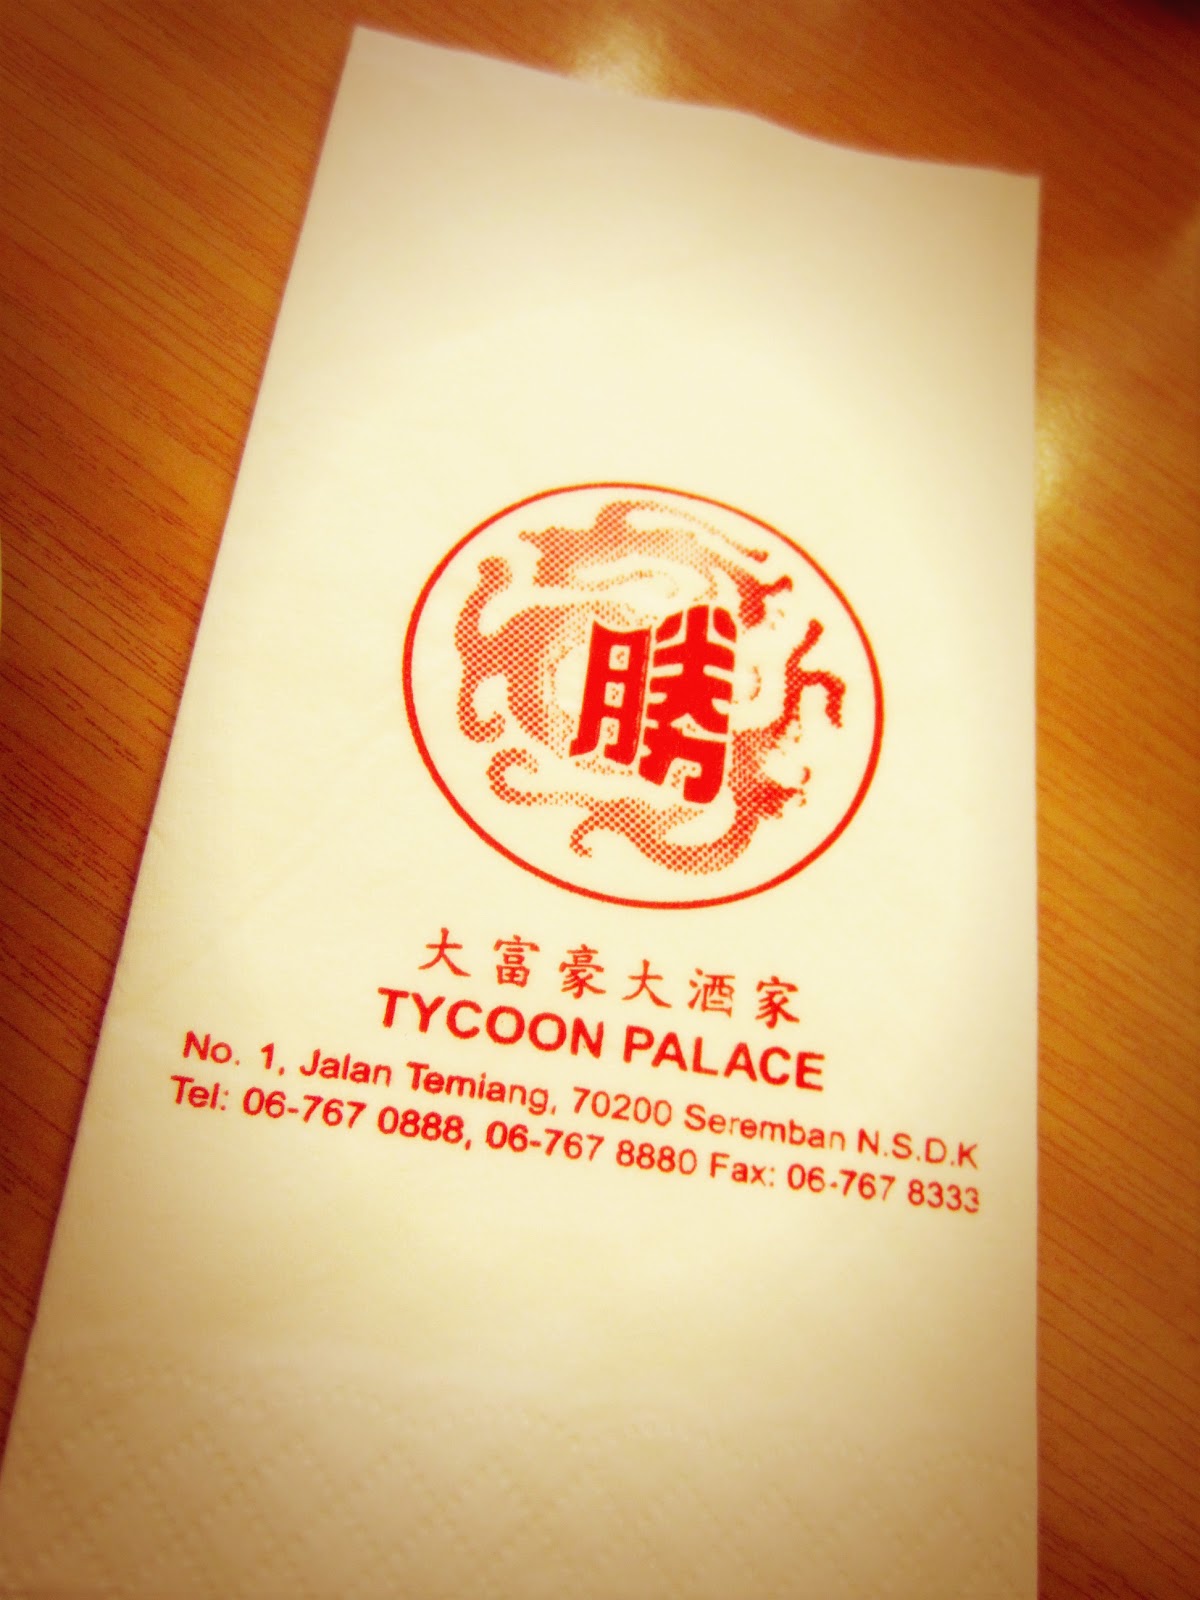 勝
大富豪大酒家
TYCOON PALACE
No. 1, Jalan Temiang, 70200 Seremban N.S.D.K
Tel: 06-767 0888, 06-767 8880 Fax: 06-767 8333